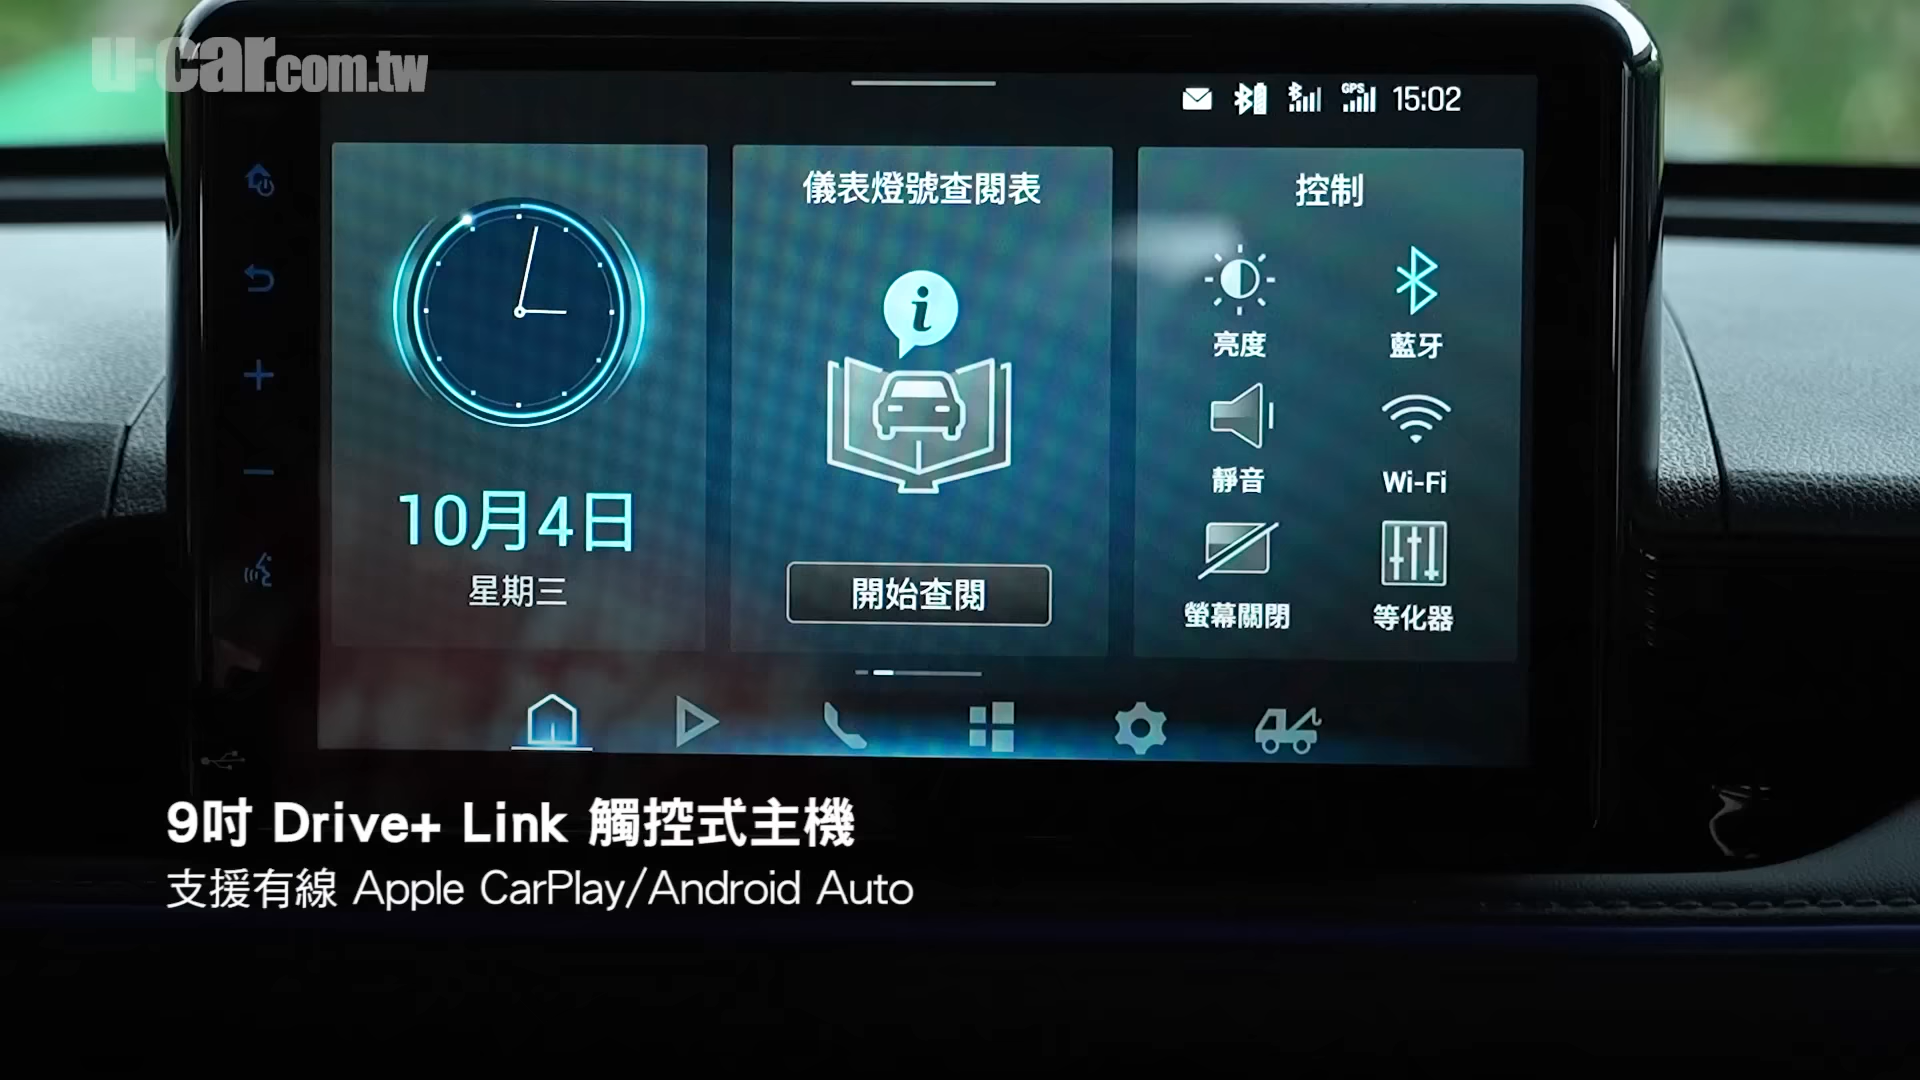 u-car.com.tw
GPS
15:02
10月4日
星期三
儀表燈號查閱表
i
開始查閱
控制
亮度
藍牙
靜音
Wi-Fi
螢幕關閉
等化器
9吋 Drive+ Link 觸控式主機
支援有線 Apple CarPlay/Android Auto